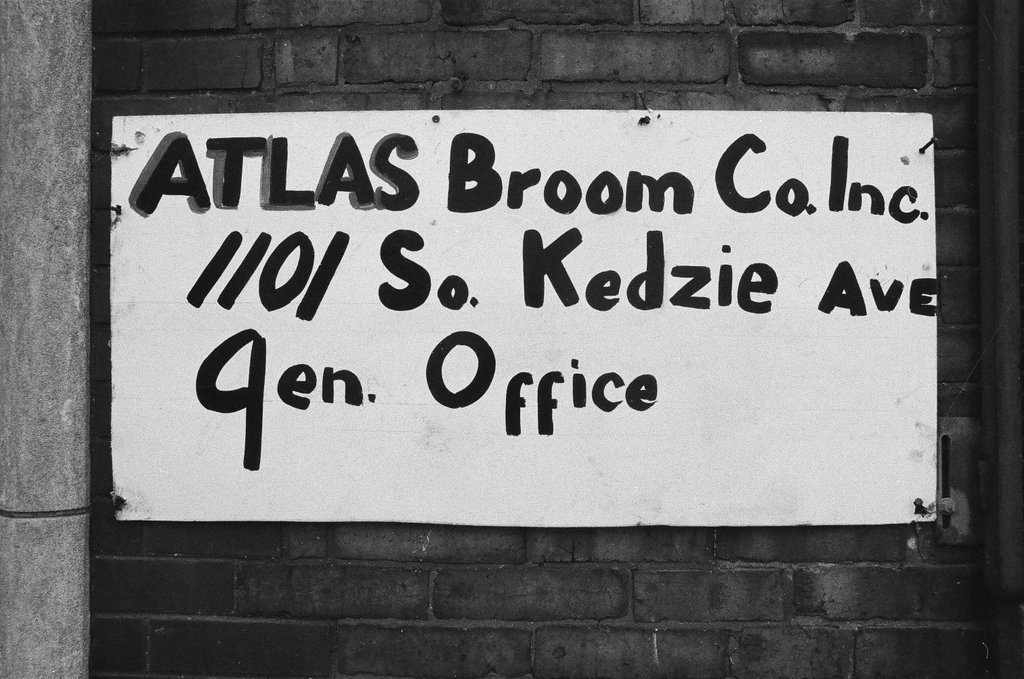 ATLAS Broom Co. Inc.
1101 So. Kedzie Ave
Gen. Office